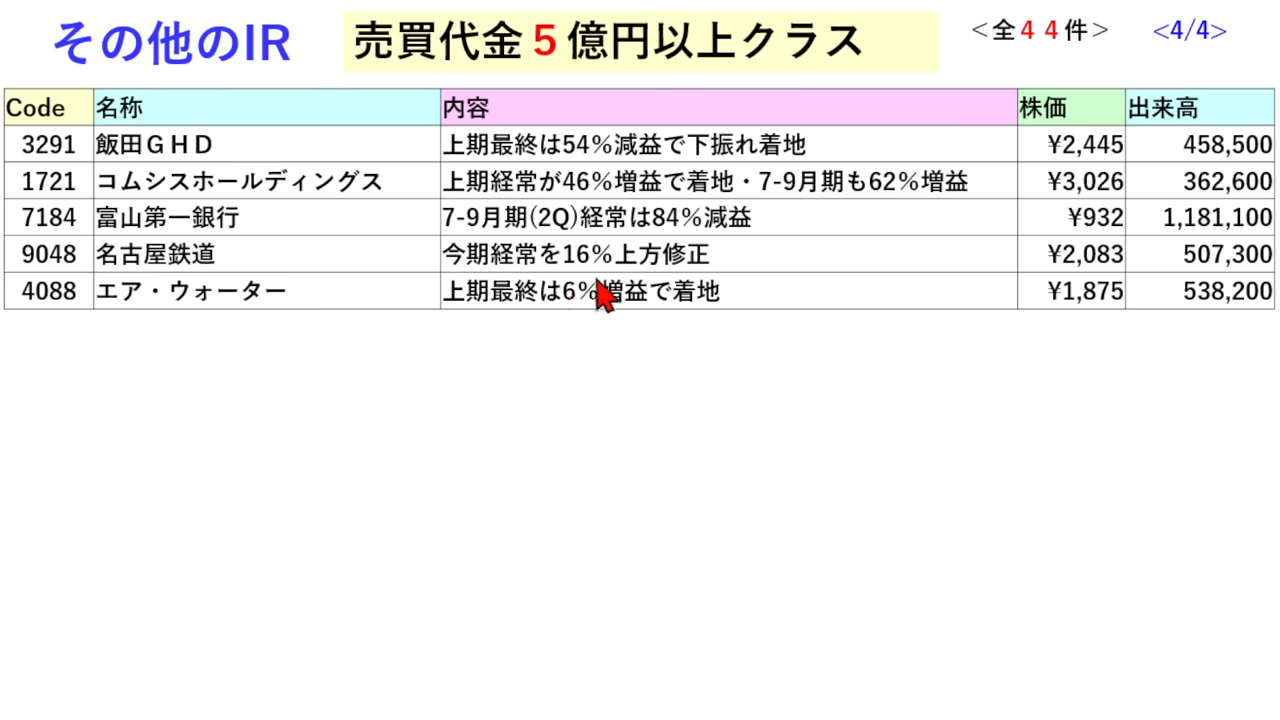 その他のIR 売買代金５億円以上クラス ＜全４４件＞ <4/4>
Code 名称 内容 株価 出来高
3291 飯田ＧＨＤ 上期最終は54%減益で下振れ着地 ¥2,445 458,500
1721 コムシスホールディングス 上期経常が46%増益で着地・7-9月期も62%増益 ¥3,026 362,600
7184 富山第一銀行 7-9月期(2Q)経常は84%減益 ¥932 1,181,100
9048 名古屋鉄道 今期経常を16%上方修正 ¥2,083 507,300
4088 エア・ウォーター 上期最終は6%増益で着地 ¥1,875 538,200